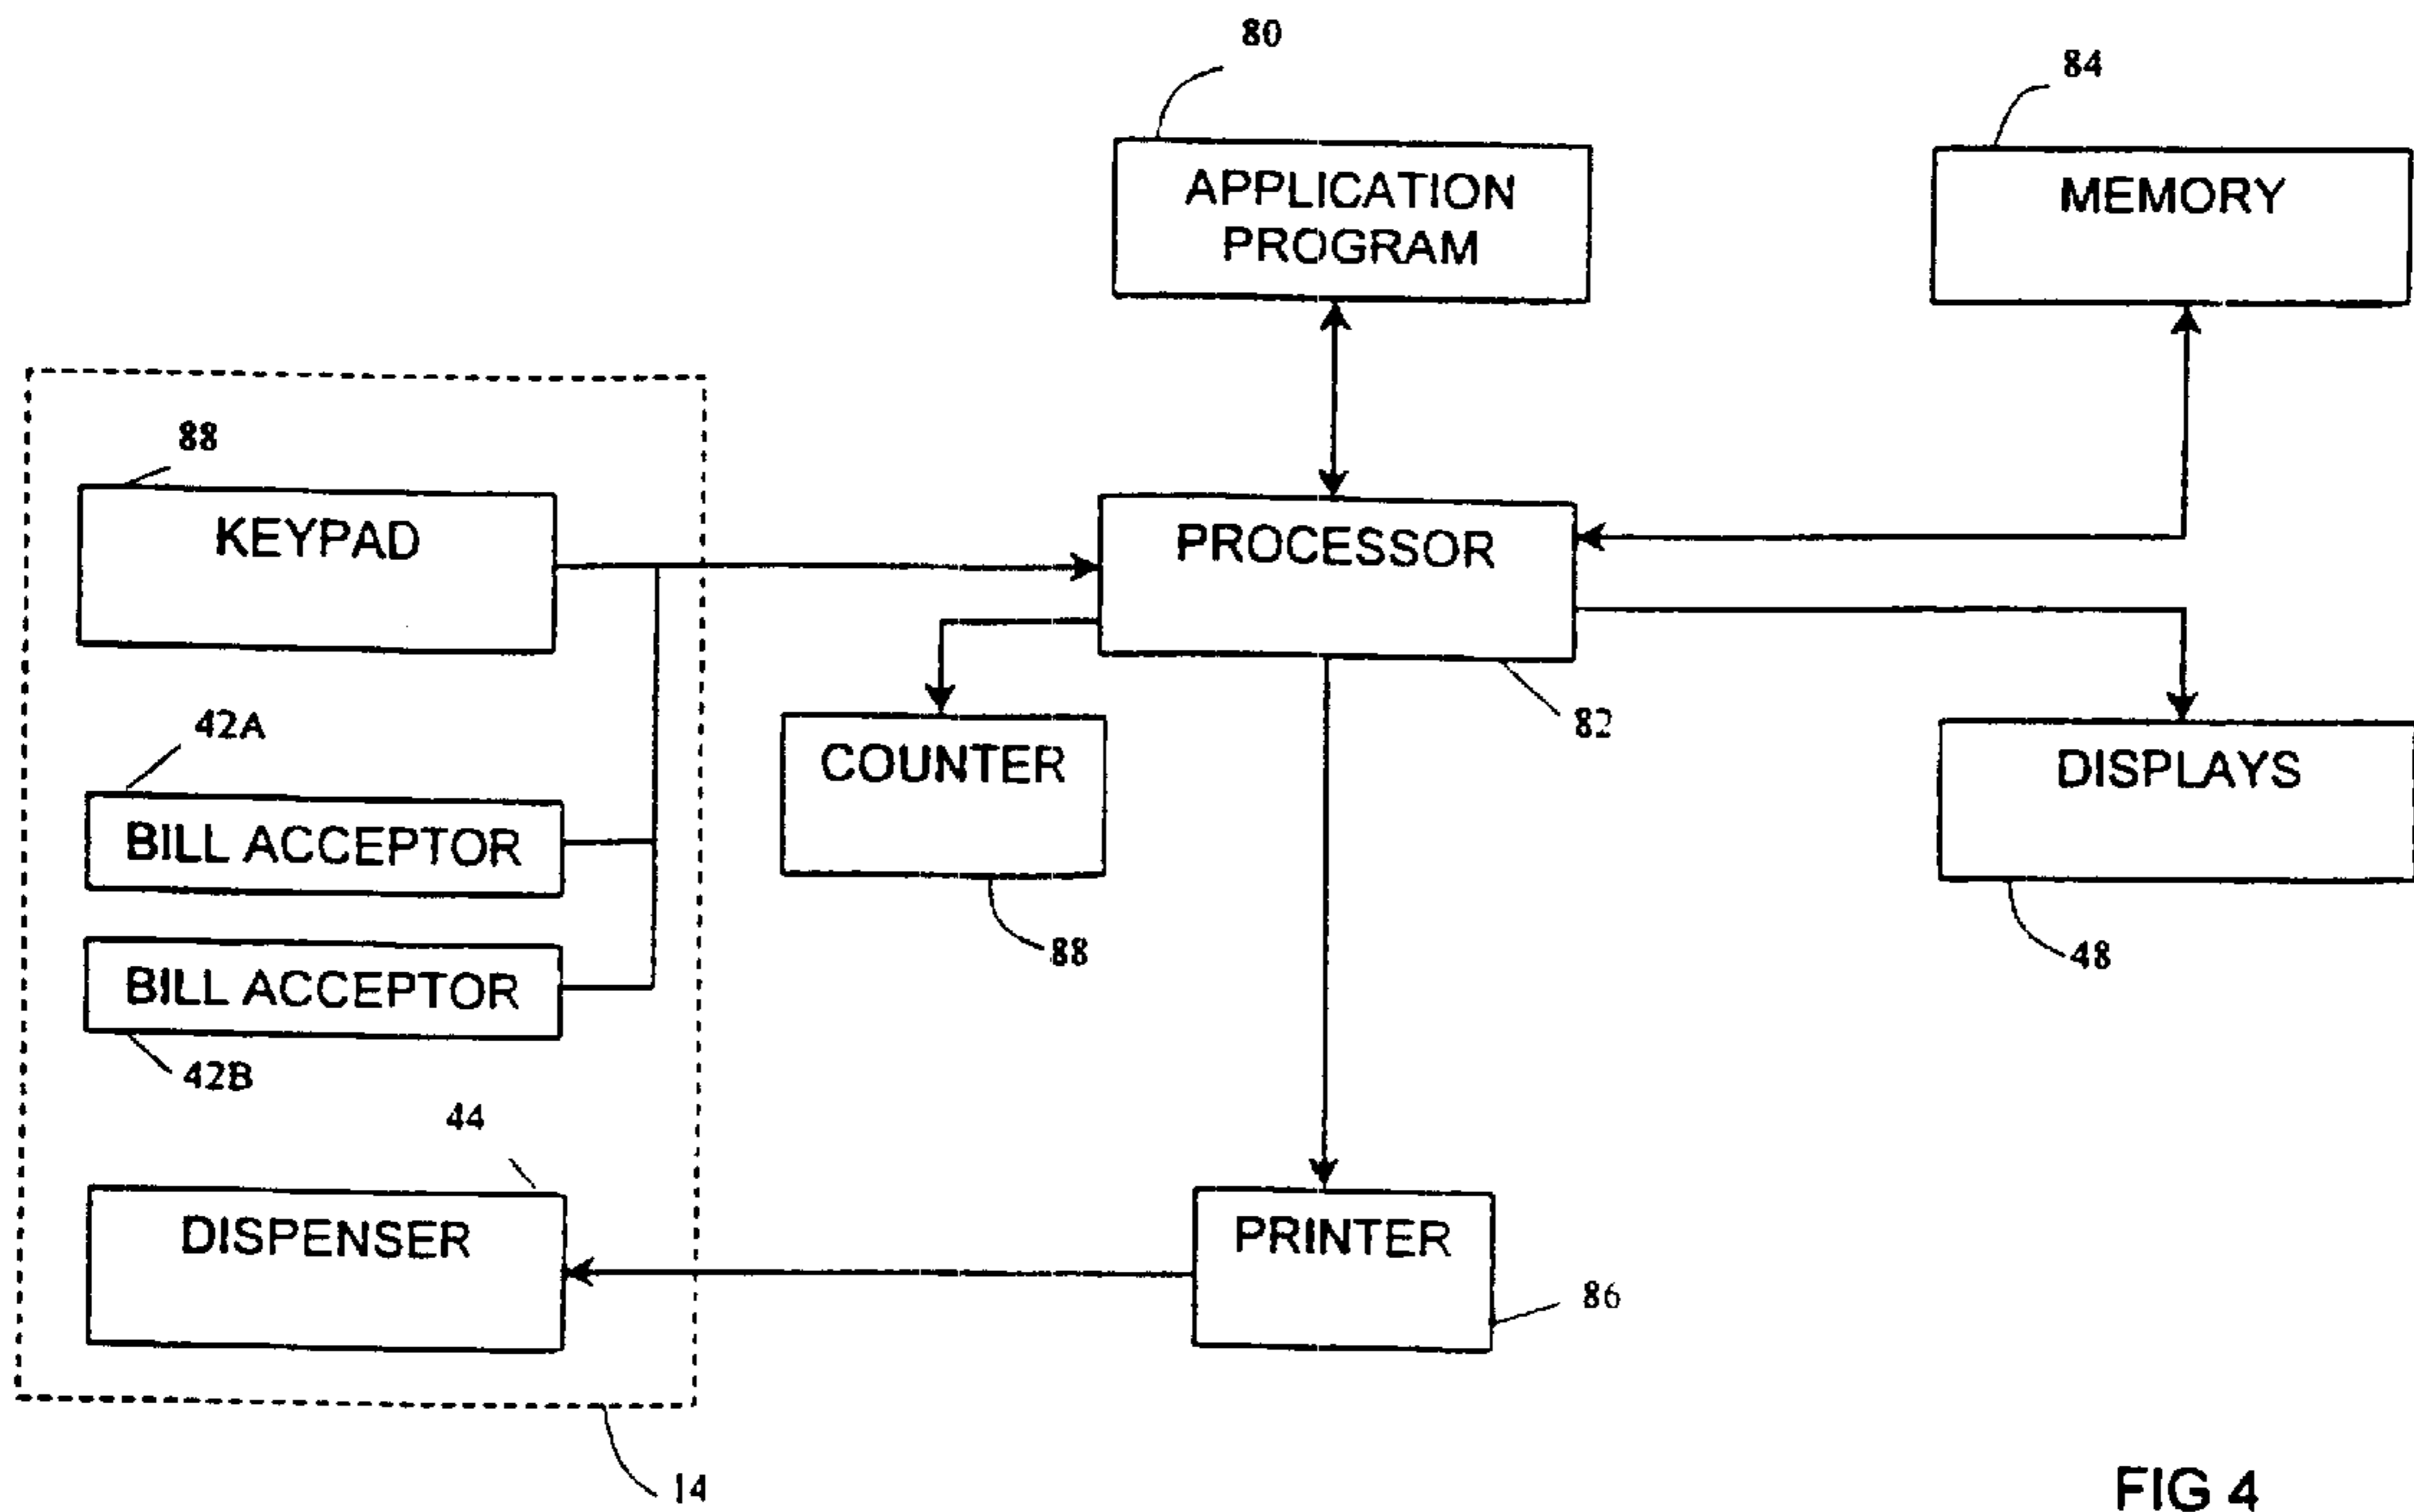 80
84
APPLICATION
PROGRAM
MEMORY
88
KEYPAD
PROCESSOR
82
42A
COUNTER
DISPLAYS
BILL ACCEPTOR
88
48
BILL ACCEPTOR
42B
44
DISPENSER
PRINTER
86
14
FIG 4